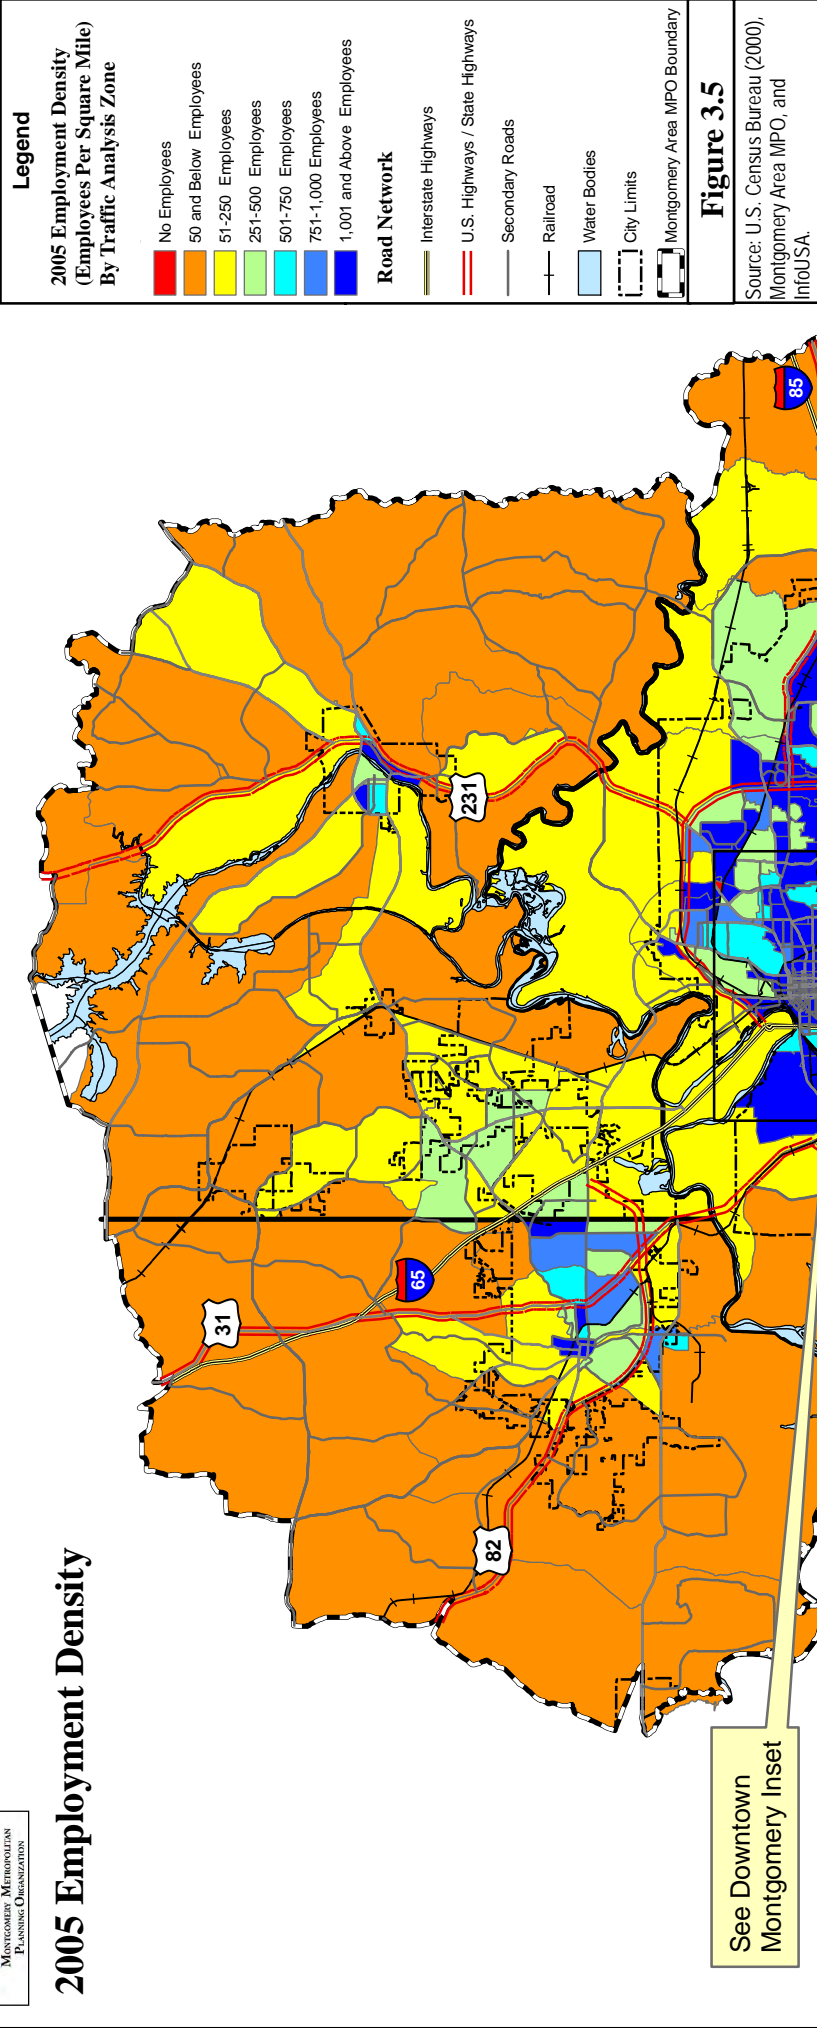 MONTGOMERY METROPOLITAN
PLANNING ORGANIZATION
2005 Employment Density
Legend
2005 Employment Density
(Employees Per Square Mile)
By Traffic Analysis Zone
No Employees
50 and Below Employees
51-250 Employees
251-500 Employees
501-750 Employees
751-1,000 Employees
1,001 and Above Employees
Road Network
Interstate Highways
U.S. Highways / State Highways
Secondary Roads
Railroad
Water Bodies
City Limits
Montgomery Area MPO Boundary
Figure 3.5
Source: U.S. Census Bureau (2000),
Montgomery Area MPO, and
InfoUSA.
31
65
231
82
85
See Downtown
Montgomery Inset